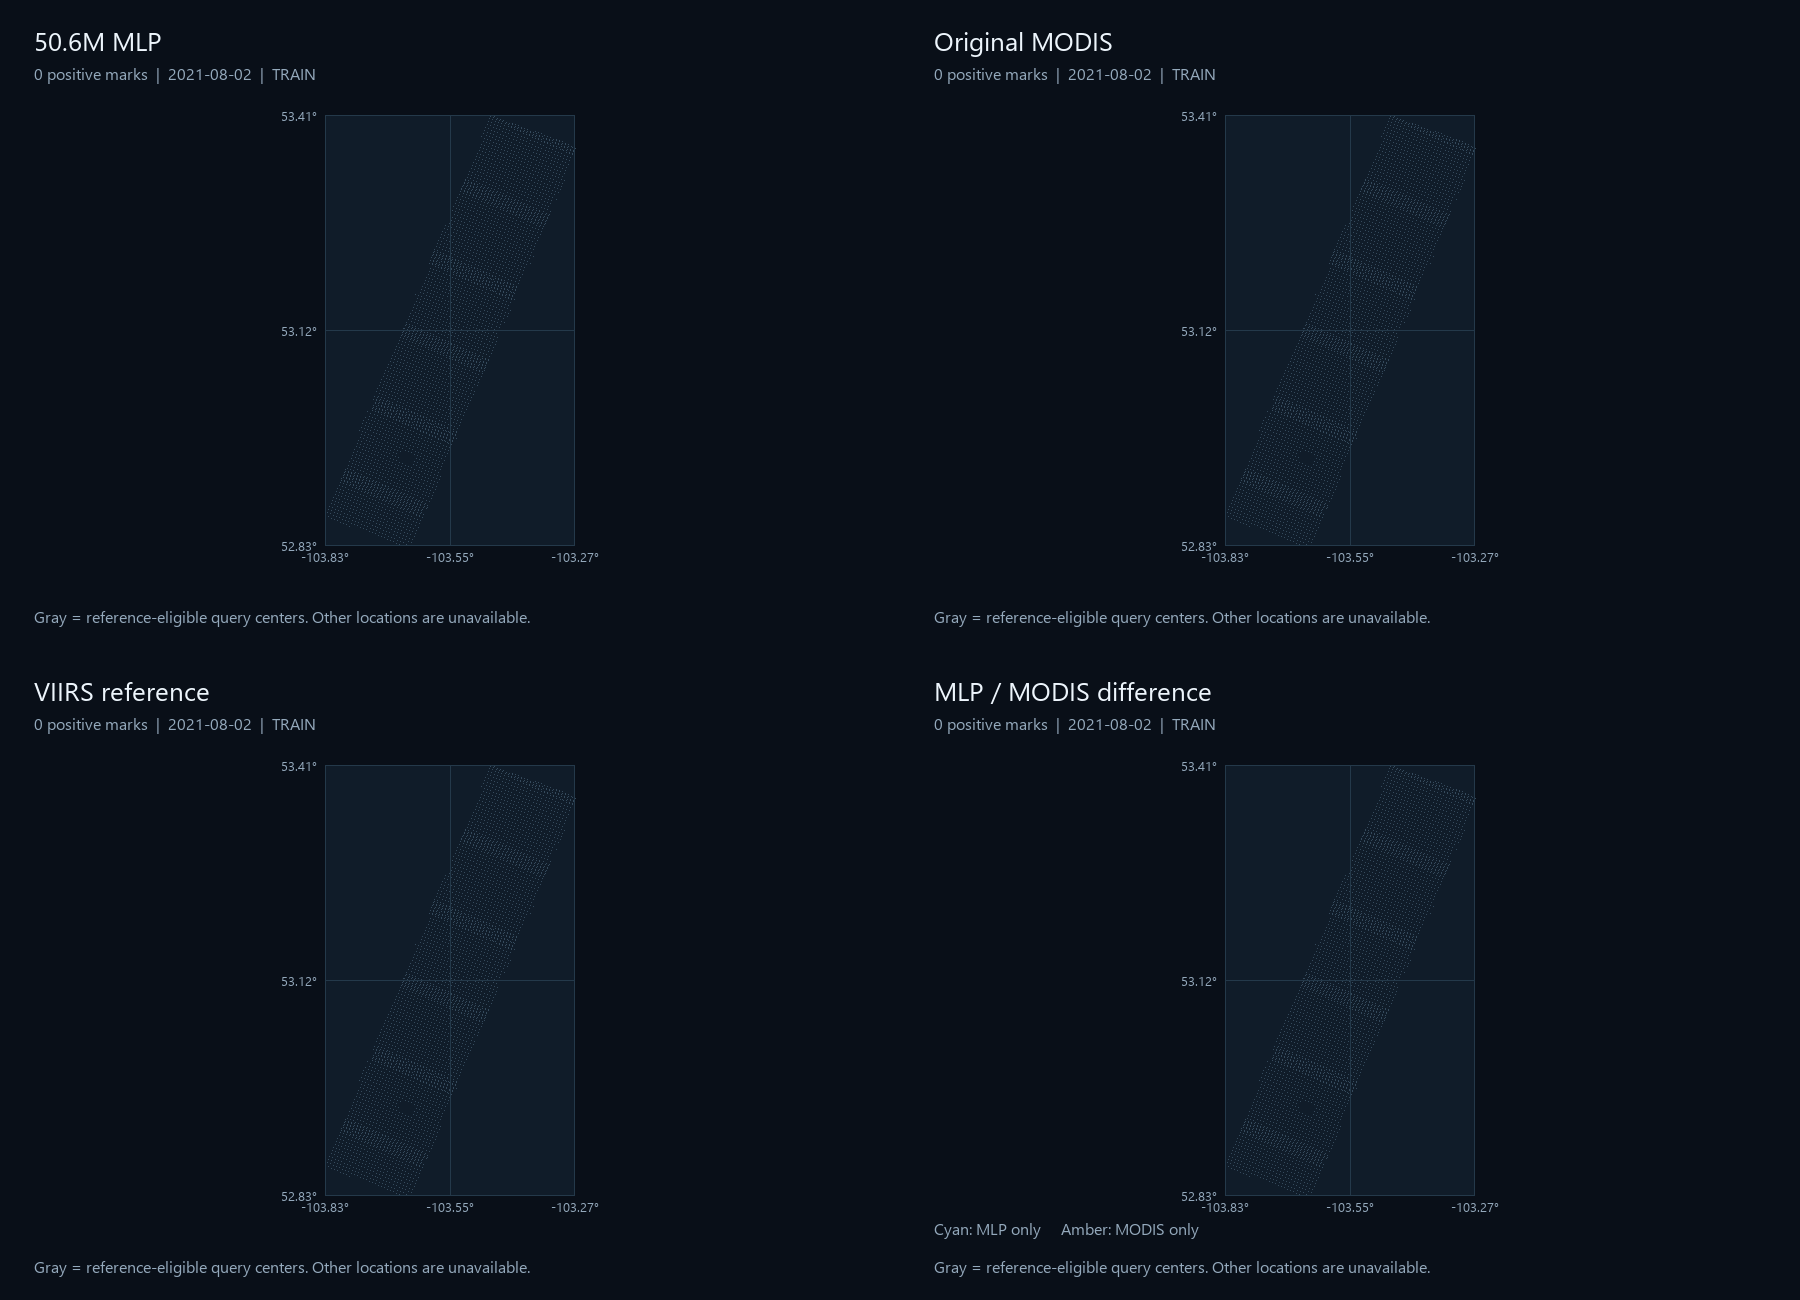 50.6M MLP
0 positive marks | 2021-08-02 | TRAIN
53.41°
53.12°
52.83°
-103.83°
-103.55°
-103.27°
Gray = reference-eligible query centers. Other locations are unavailable.
Original MODIS
0 positive marks | 2021-08-02 | TRAIN
53.41°
53.12°
52.83°
-103.83°
-103.55°
-103.27°
Gray = reference-eligible query centers. Other locations are unavailable.
VIIRS reference
0 positive marks | 2021-08-02 | TRAIN
53.41°
53.12°
52.83°
-103.83°
-103.55°
-103.27°
Gray = reference-eligible query centers. Other locations are unavailable.
MLP / MODIS difference
0 positive marks | 2021-08-02 | TRAIN
53.41°
53.12°
52.83°
-103.83°
-103.55°
-103.27°
Cyan: MLP only Amber: MODIS only
Gray = reference-eligible query centers. Other locations are unavailable.